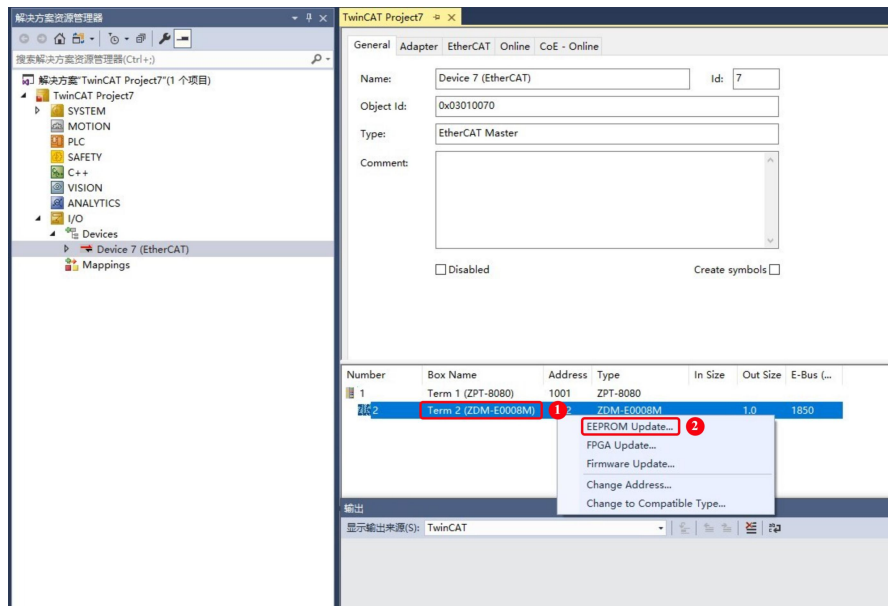 解决方案资源管理器
搜索解决方案资源管理器(Ctrl+;)
解决方案"TwinCAT Project7"(1 个项目)
TwinCAT Project7
SYSTEM
MOTION
PLC
SAFETY
C++
VISION
ANALYTICS
I/O
Devices
Device 7 (EtherCAT)
Mappings
TwinCAT Project7
General Adapter EtherCAT Online CoE - Online
Name: Device 7 (EtherCAT) Id: 7
Object Id: 0x03010070
Type: EtherCAT Master
Comment:
Disabled Create symbols
Number Box Name Address Type In Size Out Size E-Bus (...
1 Term 1 (ZPT-8080) 1001 ZPT-8080
2 Term 2 (ZDM-E0008M) 1 2 ZDM-E0008M 1.0 1850
EEPROM Update... 2
FPGA Update...
Firmware Update...
Change Address...
Change to Compatible Type...
输出
显示输出来源(S): TwinCAT